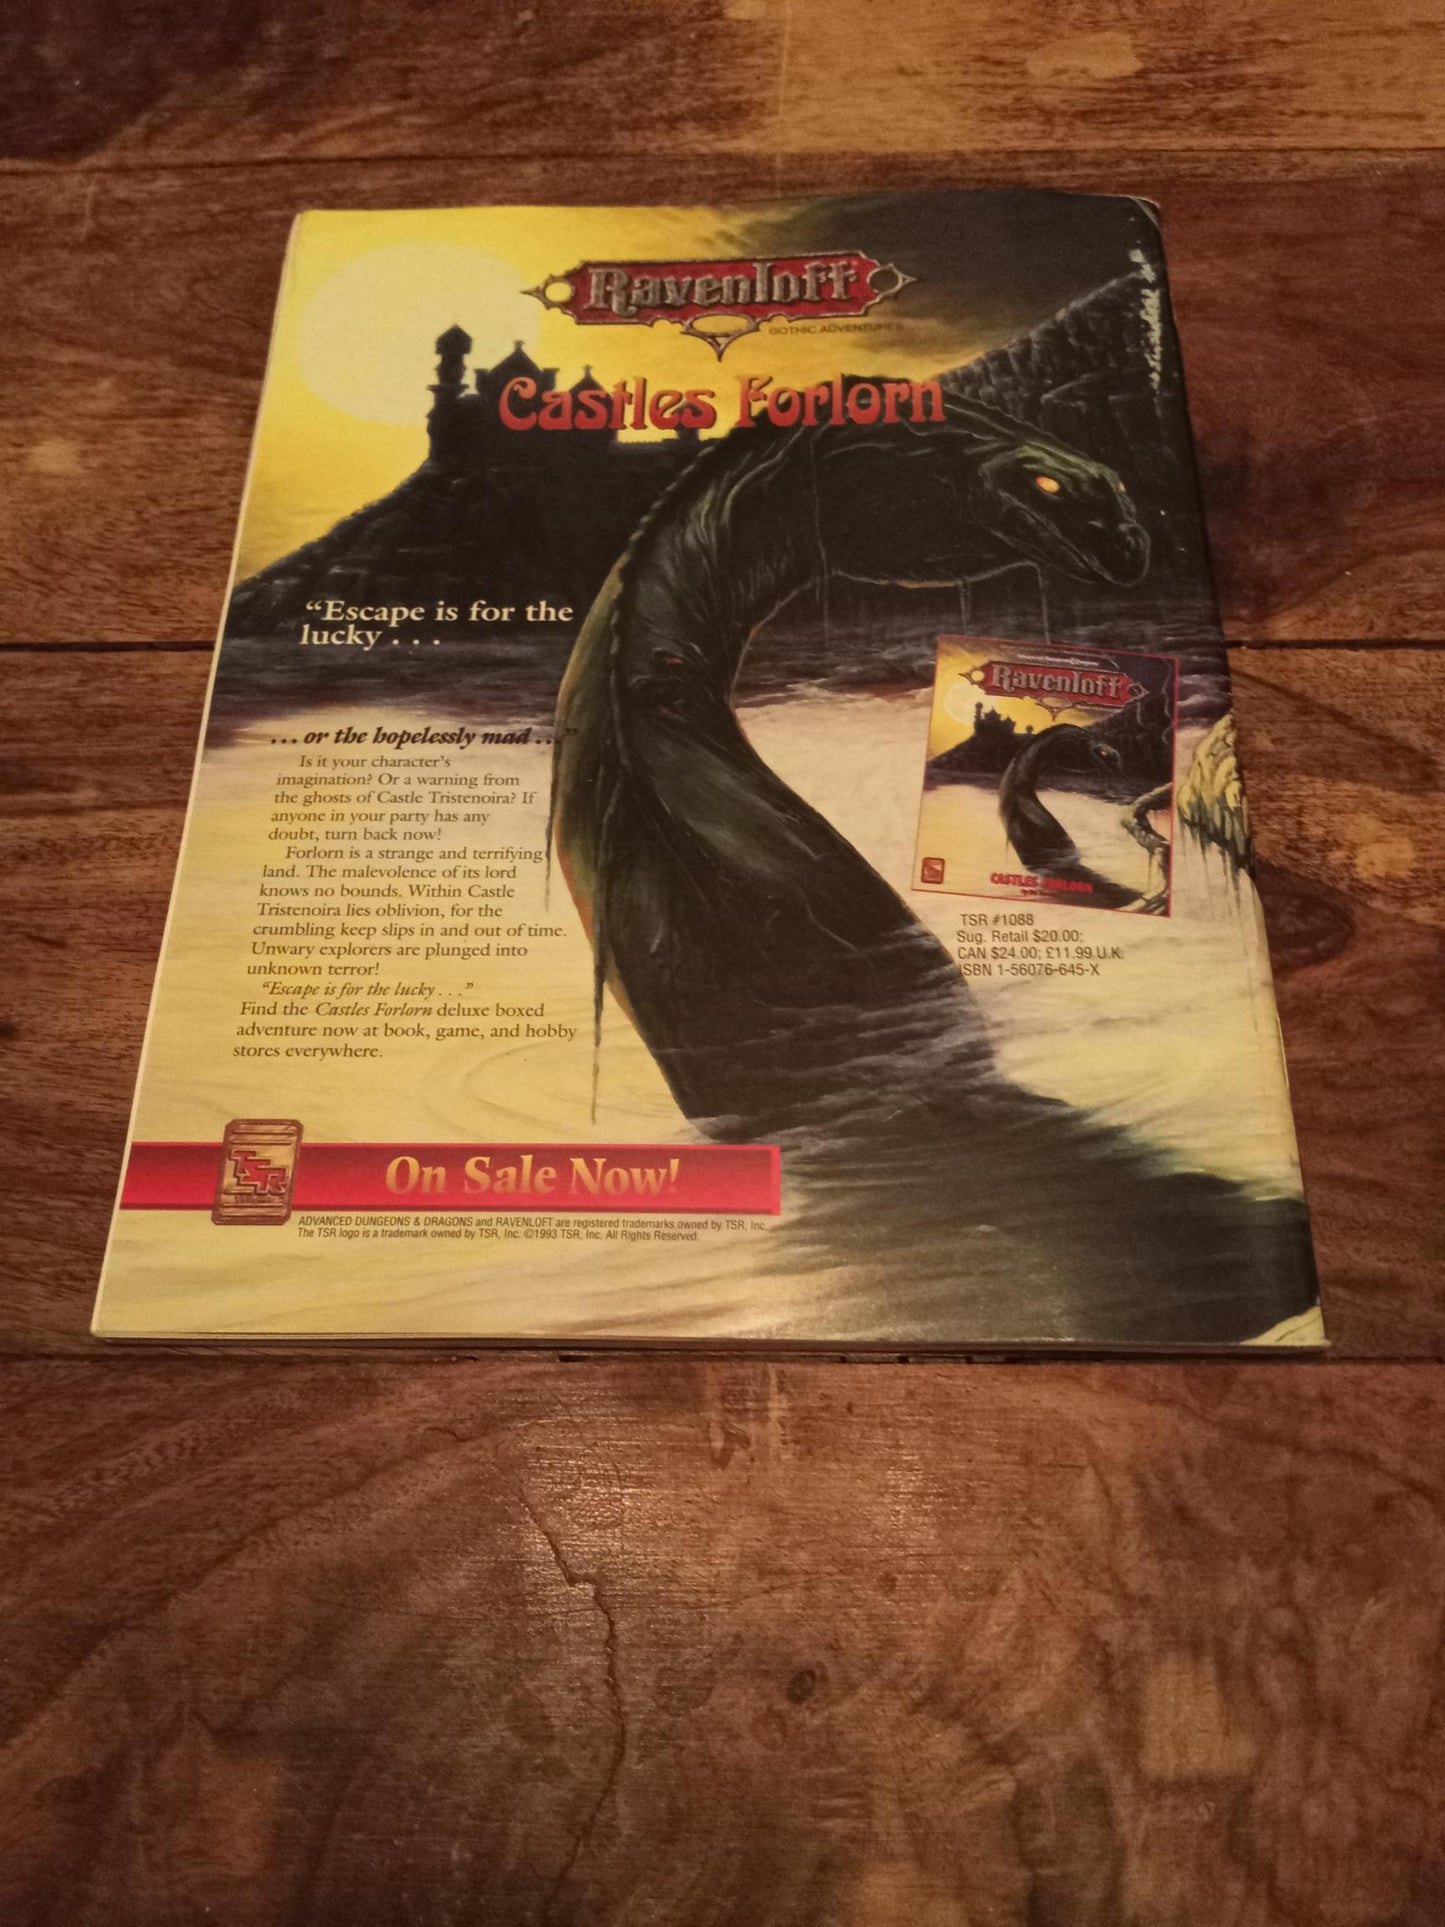 Ravenloft
GOTHIC ADVENTURES
Castles Forlorn
“Escape is for the
lucky . . .
. . . or the hopelessly mad . . .”
Is it your character's
imagination? Or a warning from
the ghosts of Castle Tristenoira? If
anyone in your party has any
doubt, turn back now!
Forlorn is a strange and terrifying
land. The malevolence of its lord
knows no bounds. Within Castle
Tristenoira lies oblivion, for the
crumbling keep slips in and out of time.
Unwary explorers are plunged into
unknown terror!
“Escape is for the lucky . . .”
Find the Castles Forlorn deluxe boxed
adventure now at book, game, and hobby
stores everywhere.
Ravenloft
CASTLES FORLORN
TSR #1088
Sug. Retail $20.00;
CAN $24.00; £11.99 U.K.
ISBN 1-56076-645-X
TSR
On Sale Now!
ADVANCED DUNGEONS & DRAGONS and RAVENLOFT are registered trademarks owned by TSR, Inc.
The TSR logo is a trademark owned by TSR, Inc. ©1993 TSR, Inc. All Rights Reserved.